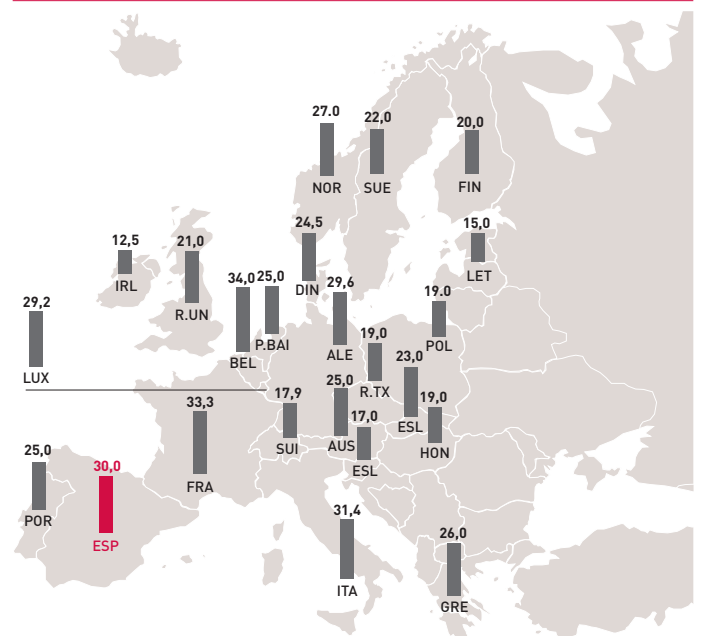 27.0
NOR
22,0
SUE
20,0
FIN
15,0
LET
24,5
DIN
12,5
IRL
21,0
R.UN
34,0
BEL
25,0
P.BAI
29,6
ALE
19.0
POL
29,2
LUX
19,0
R.TX
23,0
ESL
19,0
HON
25,0
AUS
17,0
ESL
17,9
SUI
33,3
FRA
25,0
POR
30,0
ESP
31,4
ITA
26,0
GRE